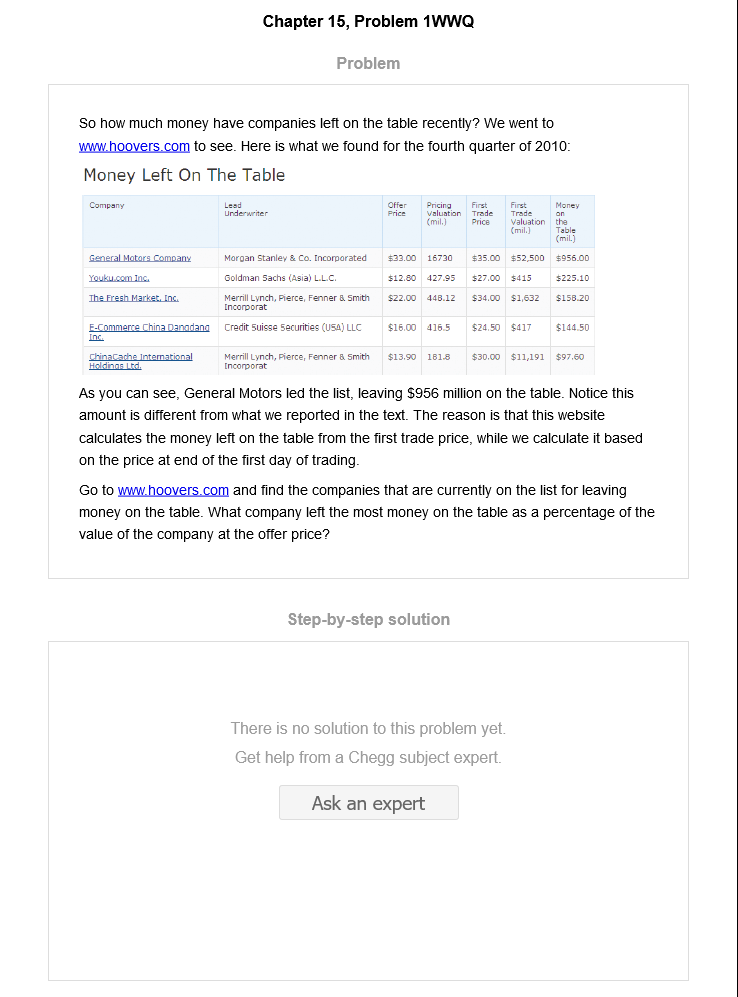 Chapter 15, Problem 1WWQ
Problem
So how much money have companies left on the table recently? We went to
www.hoovers.com to see. Here is what we found for the fourth quarter of 2010:
Money Left On The Table
Company Lead Underwriter Offer Price Pricing Valuation (mil.) First Trade Price First Trade Valuation (mil.) Money on the Table (mil.)
General Motors Company Morgan Stanley & Co. Incorporated $33.00 16730 $35.00 $52,500 $956.00
Youku.com Inc. Goldman Sachs (Asia) L.L.C. $12.80 427.95 $27.00 $415 $225.10
The Fresh Market, Inc. Merrill Lynch, Pierce, Fenner & Smith Incorporat $22.00 448.12 $34.00 $1,632 $158.20
E-Commerce China Dangdang Inc. Credit Suisse Securities (USA) LLC $16.00 416.5 $24.50 $417 $144.50
ChinaCache International Holdings Ltd. Merrill Lynch, Pierce, Fenner & Smith Incorporat $13.90 181.8 $30.00 $11,191 $97.60
As you can see, General Motors led the list, leaving $956 million on the table. Notice this
amount is different from what we reported in the text. The reason is that this website
calculates the money left on the table from the first trade price, while we calculate it based
on the price at end of the first day of trading.
Go to www.hoovers.com and find the companies that are currently on the list for leaving
money on the table. What company left the most money on the table as a percentage of the
value of the company at the offer price?
Step-by-step solution
There is no solution to this problem yet.
Get help from a Chegg subject expert.
Ask an expert